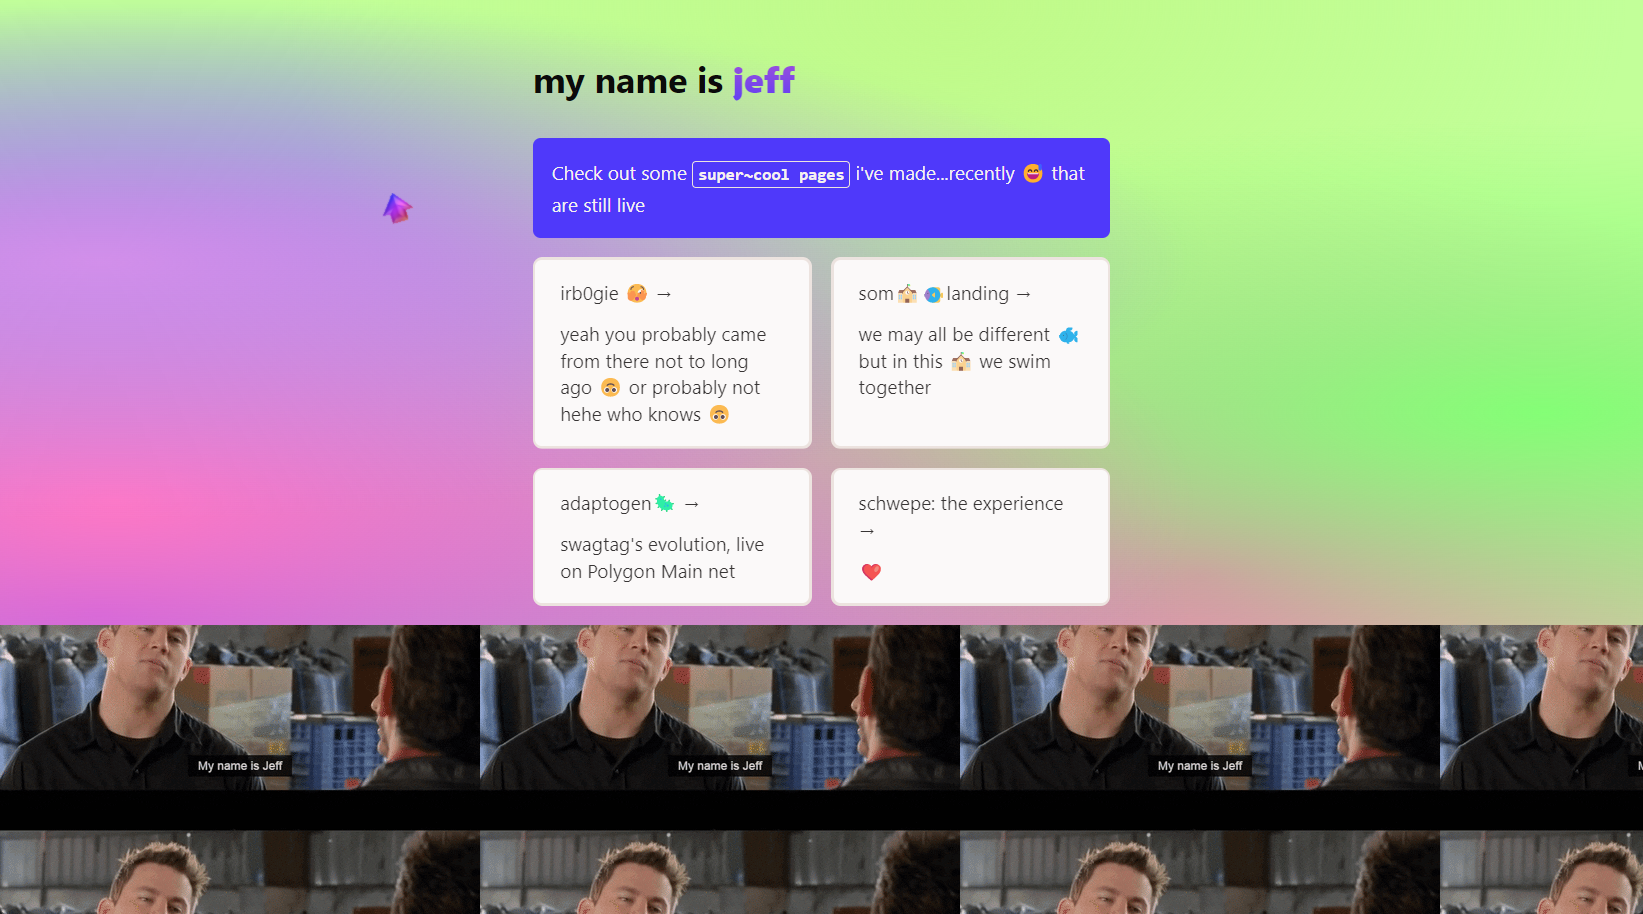 my name is jeff
Check out some super~cool pages i've made...recently 😅 that
are still live
irb0gie 🥴 →
yeah you probably came
from there not to long
ago 🙃 or probably not
hehe who knows 🙃
som🏫 🐠landing →
we may all be different 🐟
but in this 🏫 we swim
together
adaptogen🦠 →
swagtag's evolution, live
on Polygon Main net
schwepe: the experience
→
❤️
My name is Jeff
My name is Jeff
My name is Jeff